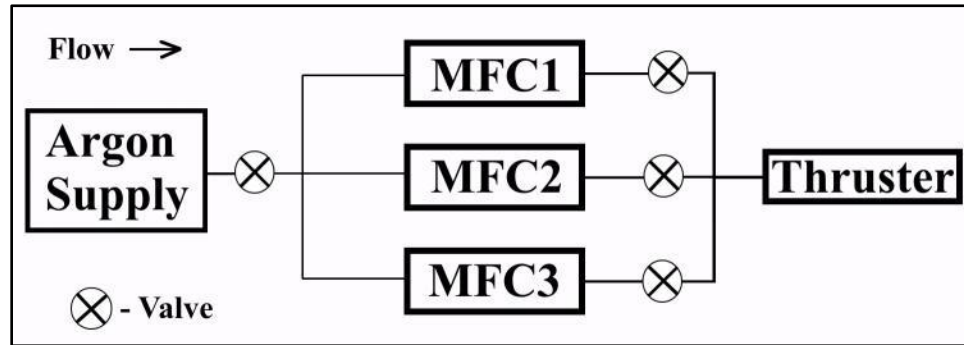 Flow
MFC1
Argon
Supply
MFC2
Thruster
MFC3
- Valve